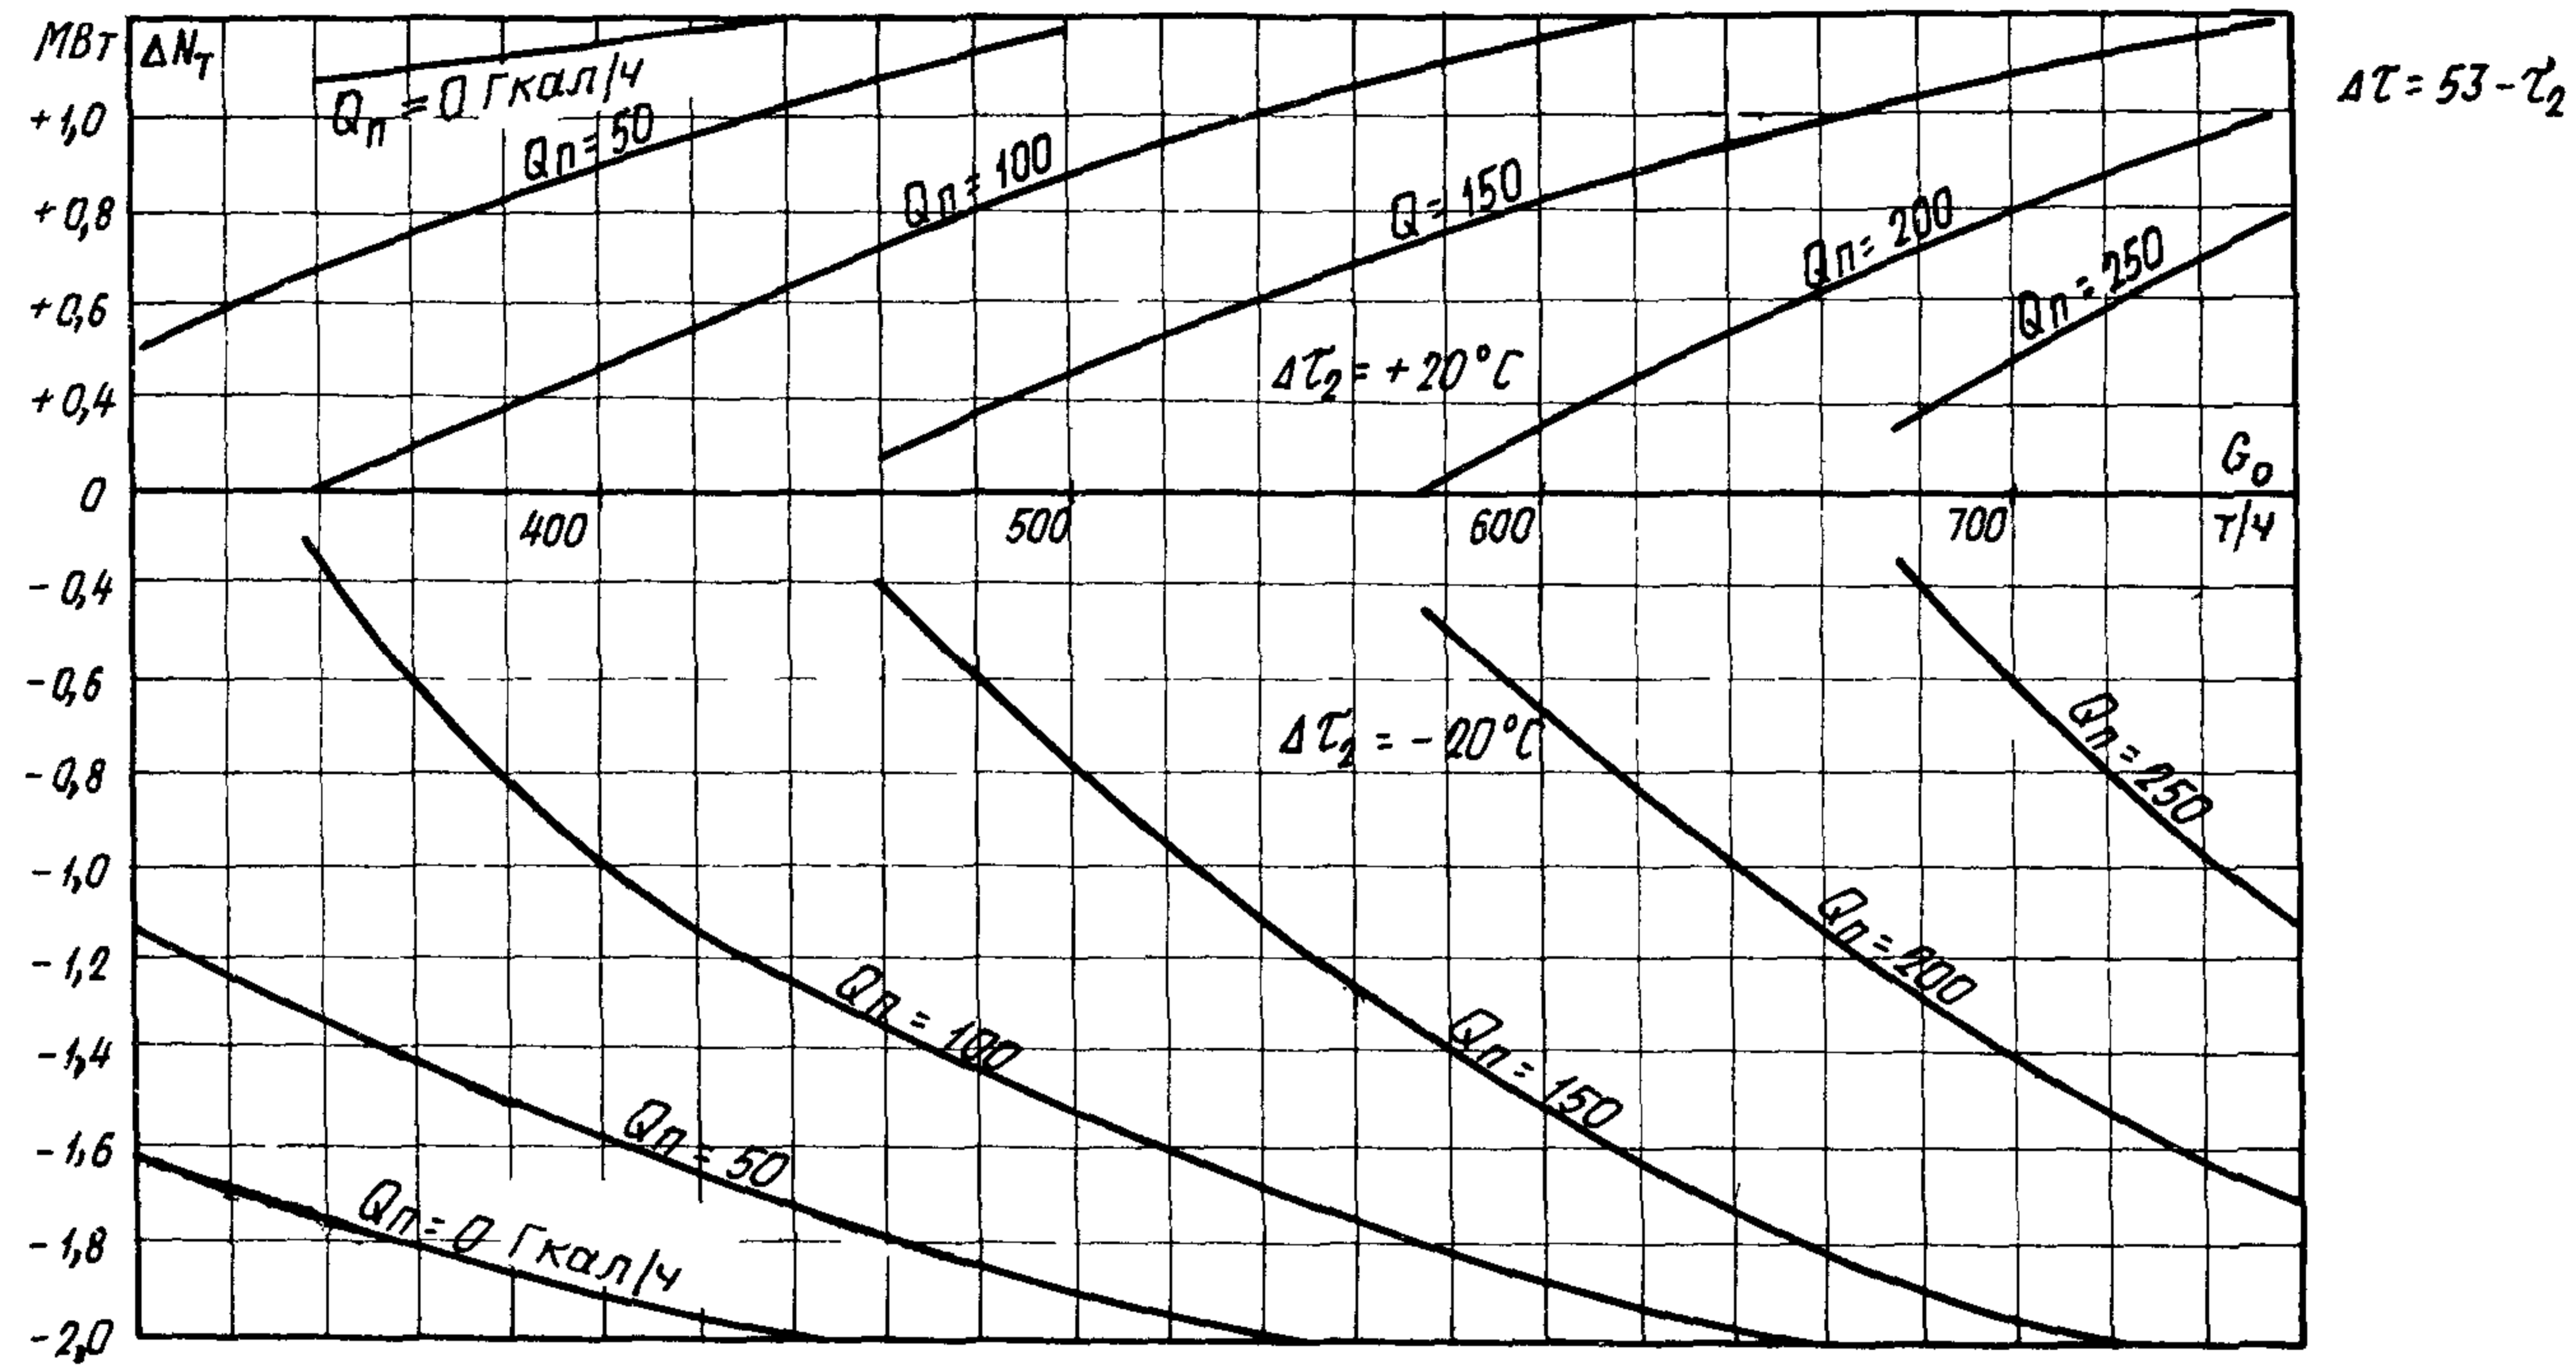 МВт
ΔNт
+1,0
+0,8
+0,6
+0,4
0
-0,4
-0,6
-0,8
-1,0
-1,2
-1,4
-1,6
-1,8
-2,0
Qп = 0 Гкал/ч
Qп = 50
Qп = 100
Q = 150
Qп = 200
Qп = 250
Δτ = 53 - τ₂
Δτ₂ = +20°С
G₀
400
500
600
700
т/ч
Δτ₂ = -20°С
Qп = 250
Qп = 200
Qп = 150
Qп = 100
Qп = 50
Qп = 0 Гкал/ч